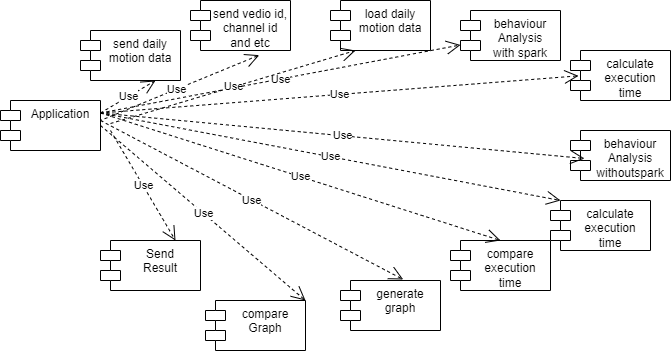 send vedio id,
channel id
and etc
load daily
motion data
behaviour
Analysis
with spark
send daily
motion data
calculate
execution
time
Use
Use
Use
Use
Use
Application
Use
behaviour
Analysis
withoutspark
Use
Use
Use
Use
calculate
execution
time
Send
Result
compare
execution
time
generate
graph
compare
Graph